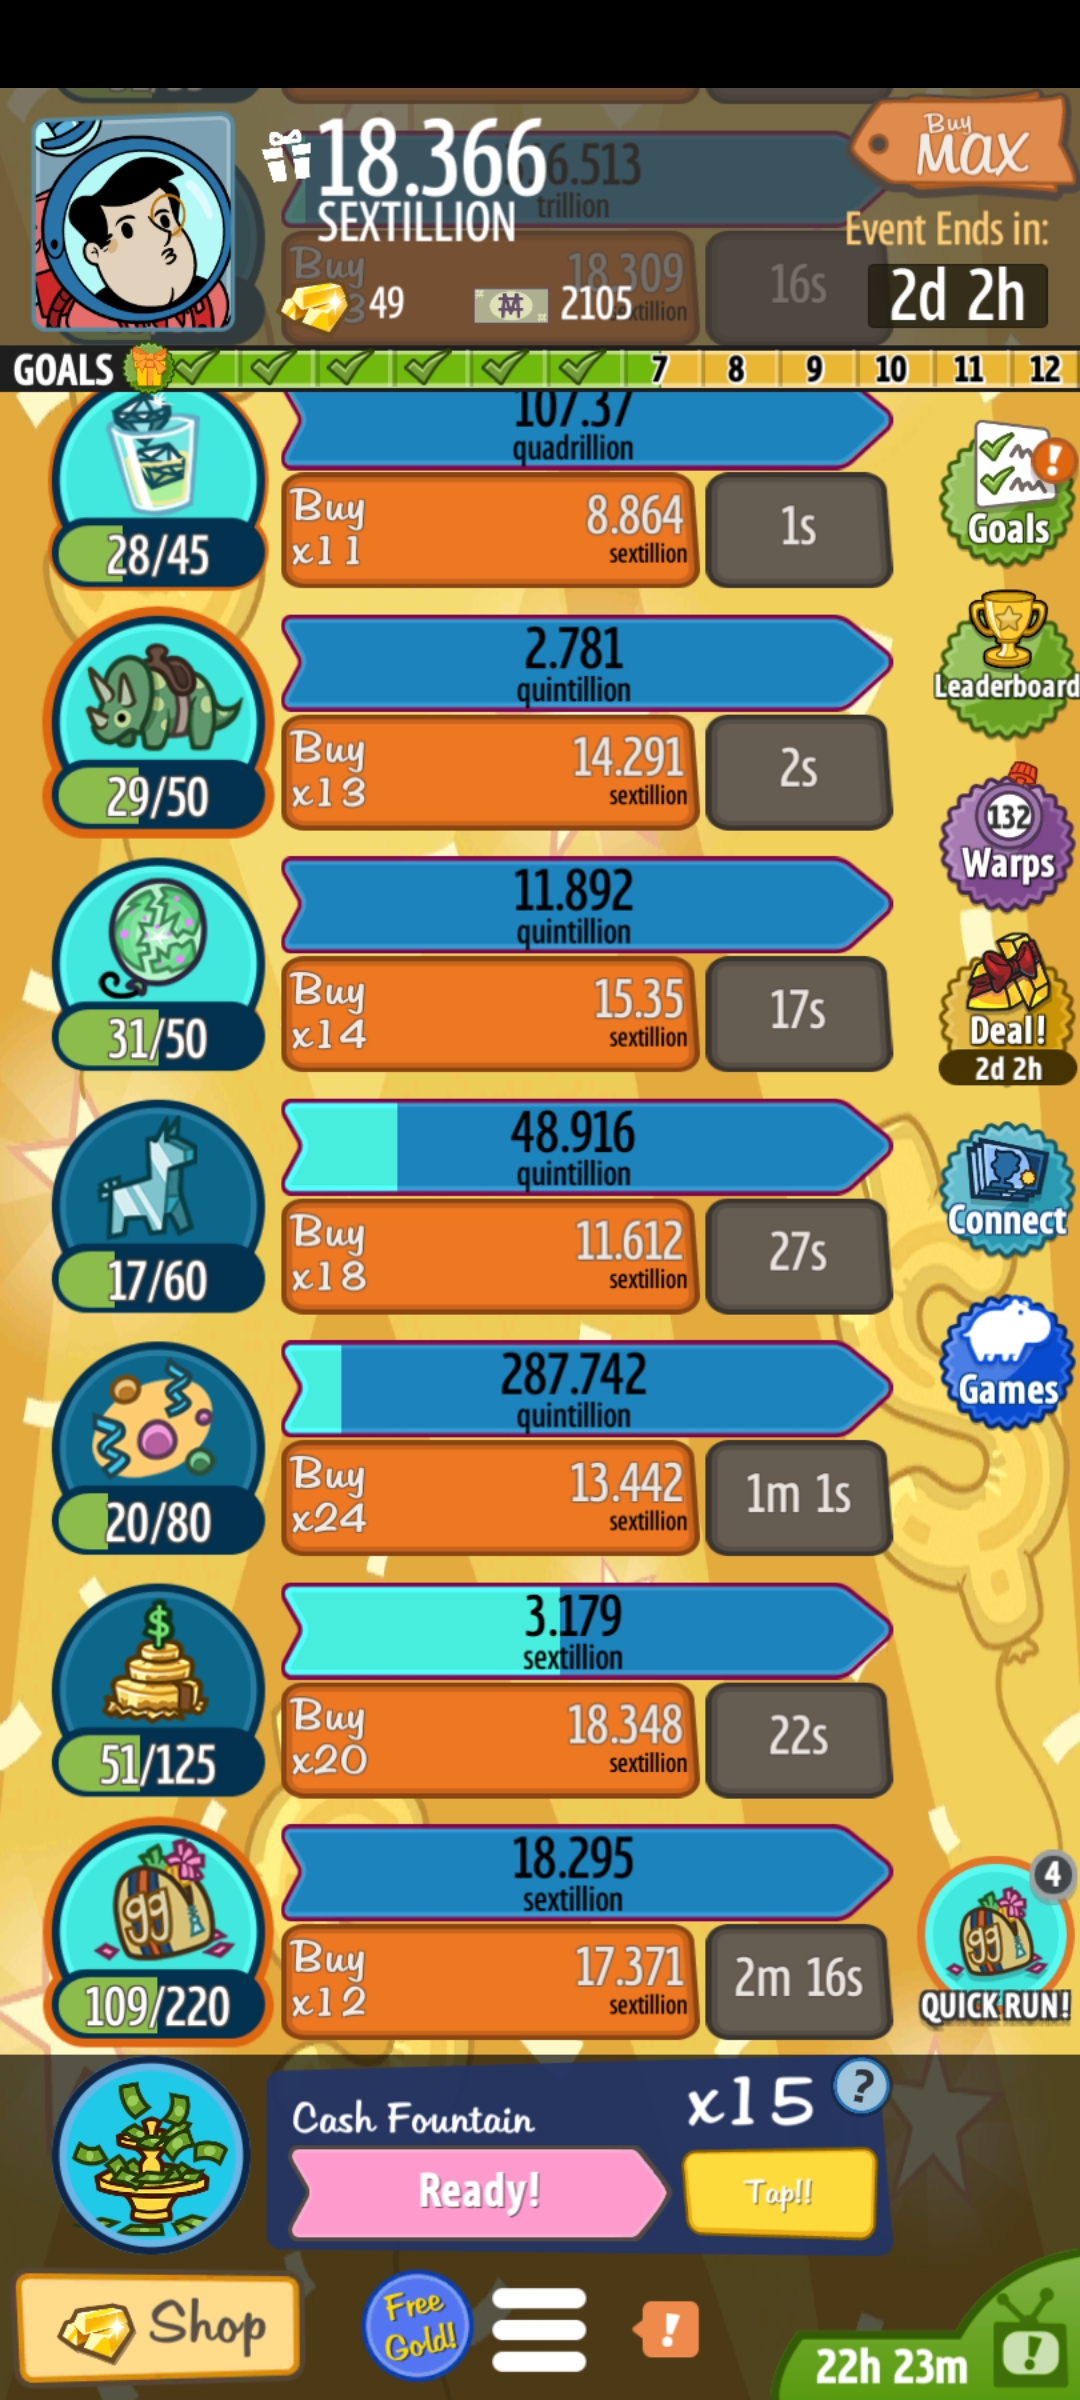 18.366
SEXTILLION
6.513
trillion
Buy
MAX
Event Ends in:
2d 2h
Buy
3
18.309
xtillion
16s
49
2105
GOALS
7
8
9
10
11
12
107.37
quadrillion
28/45
Buy
x11
8.864
sextillion
1s
Goals
2.781
quintillion
29/50
Buy
x13
14.291
sextillion
2s
Leaderboard
11.892
quintillion
31/50
Buy
x14
15.35
sextillion
17s
132
Warps
Deal!
2d 2h
48.916
quintillion
17/60
Buy
x18
11.612
sextillion
27s
Connect
287.742
quintillion
20/80
Buy
x24
13.442
sextillion
1m 1s
Games
$
3.179
sextillion
51/125
Buy
x20
18.348
sextillion
22s
18.295
sextillion
gg
109/220
Buy
x12
17.371
sextillion
2m 16s
4
gg
QUICK RUN!
Cash Fountain
x15
?
Ready!
Tap!!
Shop
Free
Gold!
!
22h 23m
!